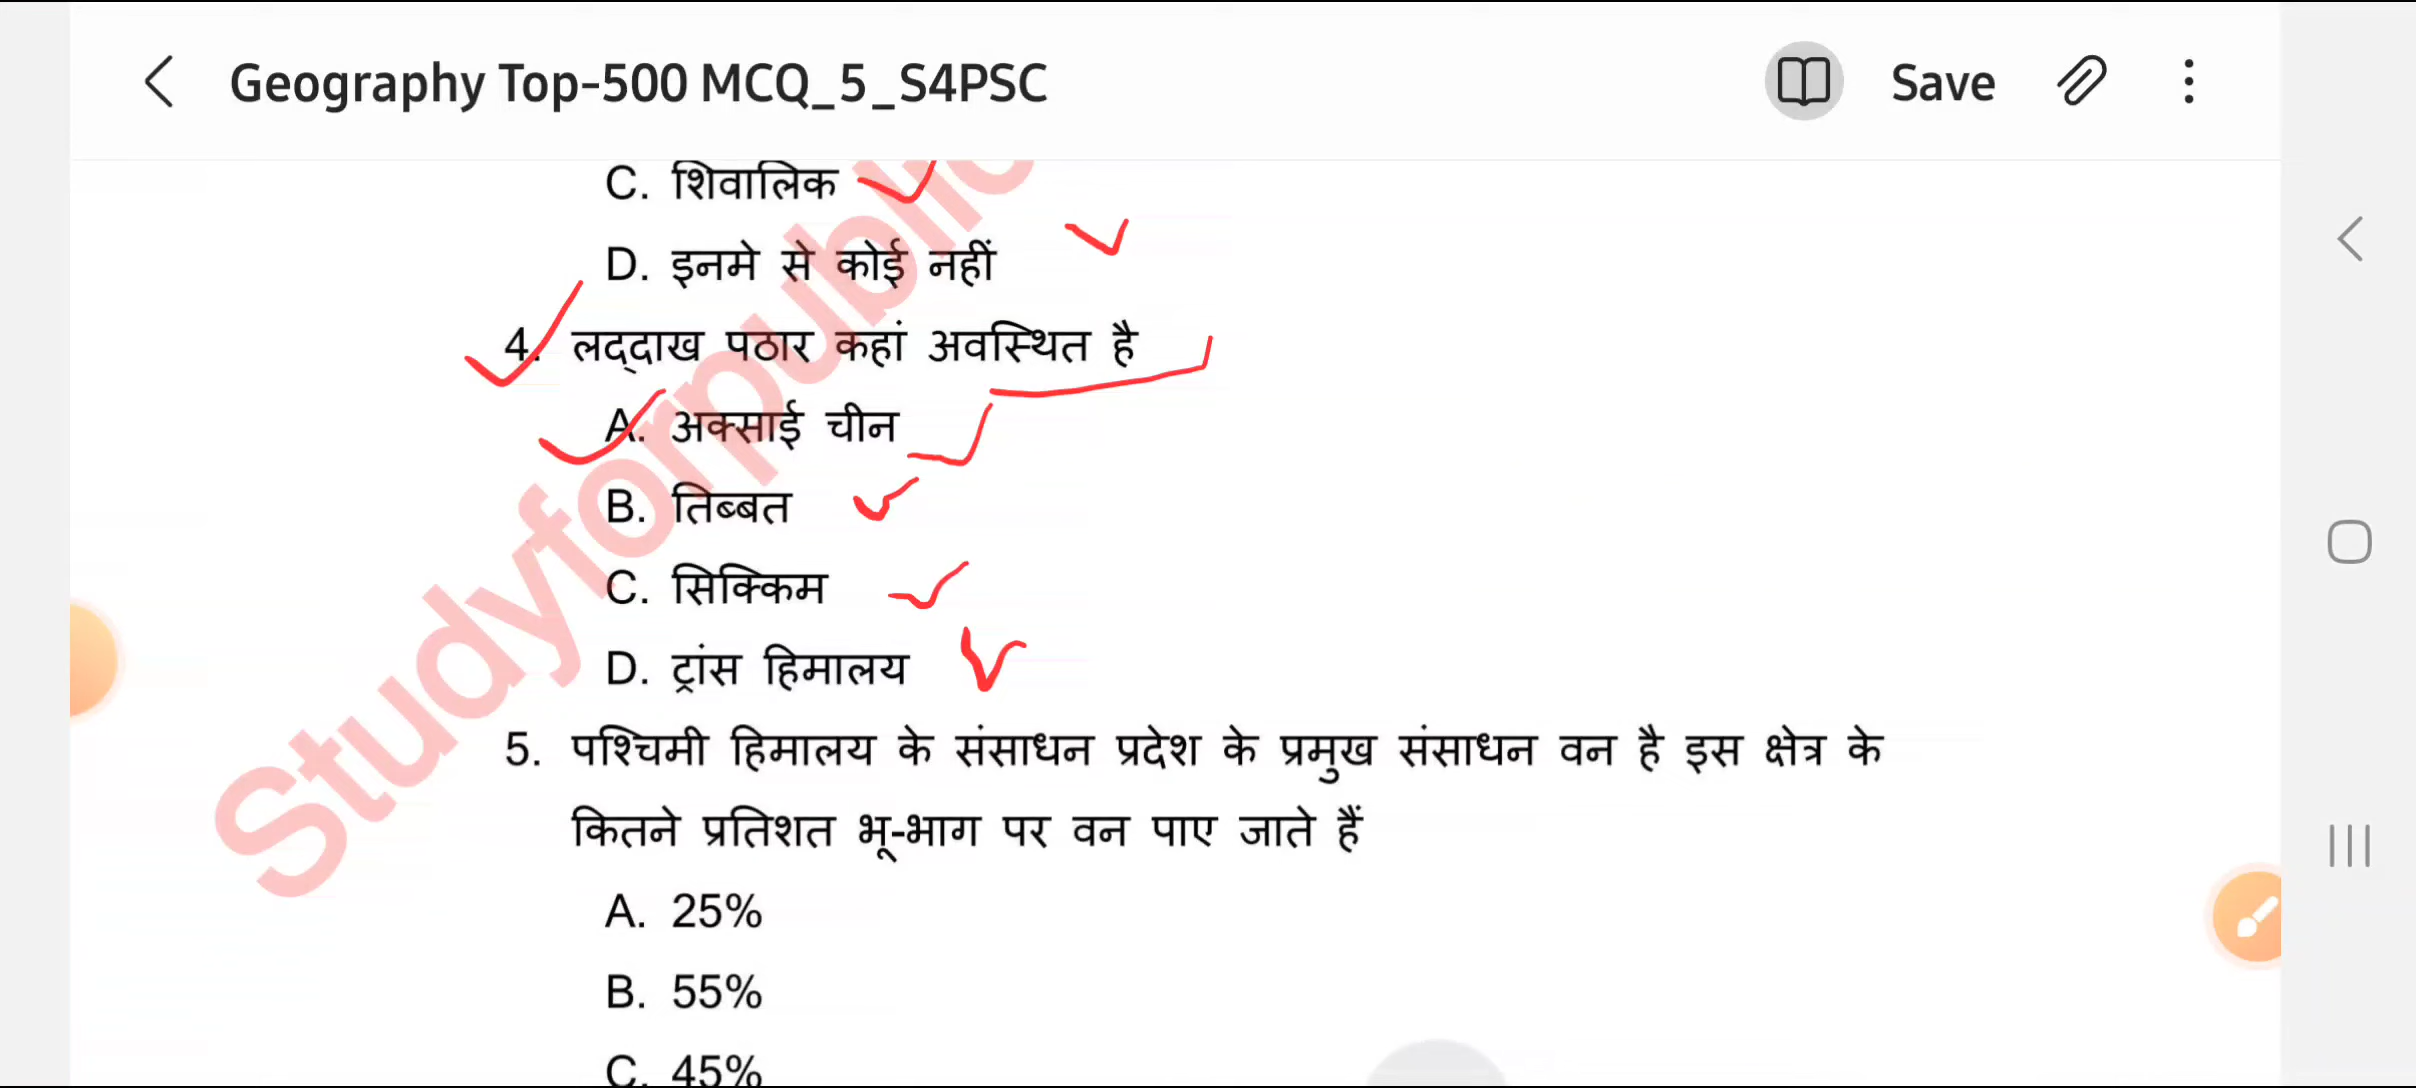 Geography Top-500 MCQ_5_S4PSC
Save
C. शिवालिक
D. इनमे से कोई नहीं
4. लद्दाख पठार कहां अवस्थित है
A. अक्साई चीन
B. तिब्बत
C. सिक्किम
D. ट्रांस हिमालय
5. पश्चिमी हिमालय के संसाधन प्रदेश के प्रमुख संसाधन वन है इस क्षेत्र के
कितने प्रतिशत भू-भाग पर वन पाए जाते हैं
A. 25%
B. 55%
C. 45%
Studyforpublic